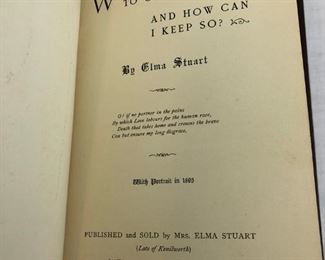 W
AND HOW CAN
I KEEP SO?
By Elma Stuart
O! if no partner in the pains
By which Love labours for the human race,
Death that takes home and crowns the brave
Can but ensure my long disgrace.
With Portrait in 1895
PUBLISHED and SOLD by MRS. ELMA STUART
(Late of Kenilworth)